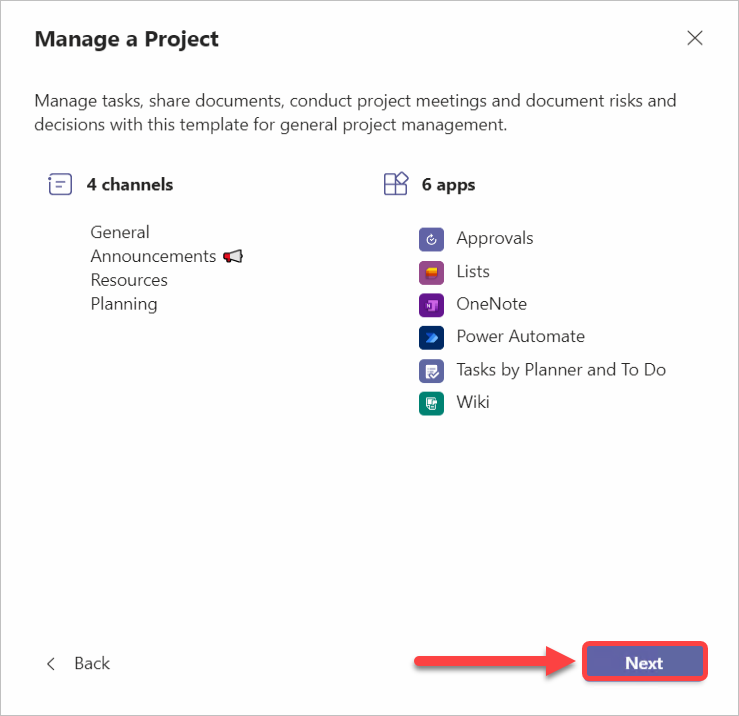 Manage a Project
Manage tasks, share documents, conduct project meetings and document risks and
decisions with this template for general project management.
4 channels
General
Announcements 📢
Resources
Planning
6 apps
Approvals
Lists
OneNote
Power Automate
Tasks by Planner and To Do
Wiki
Back
Next